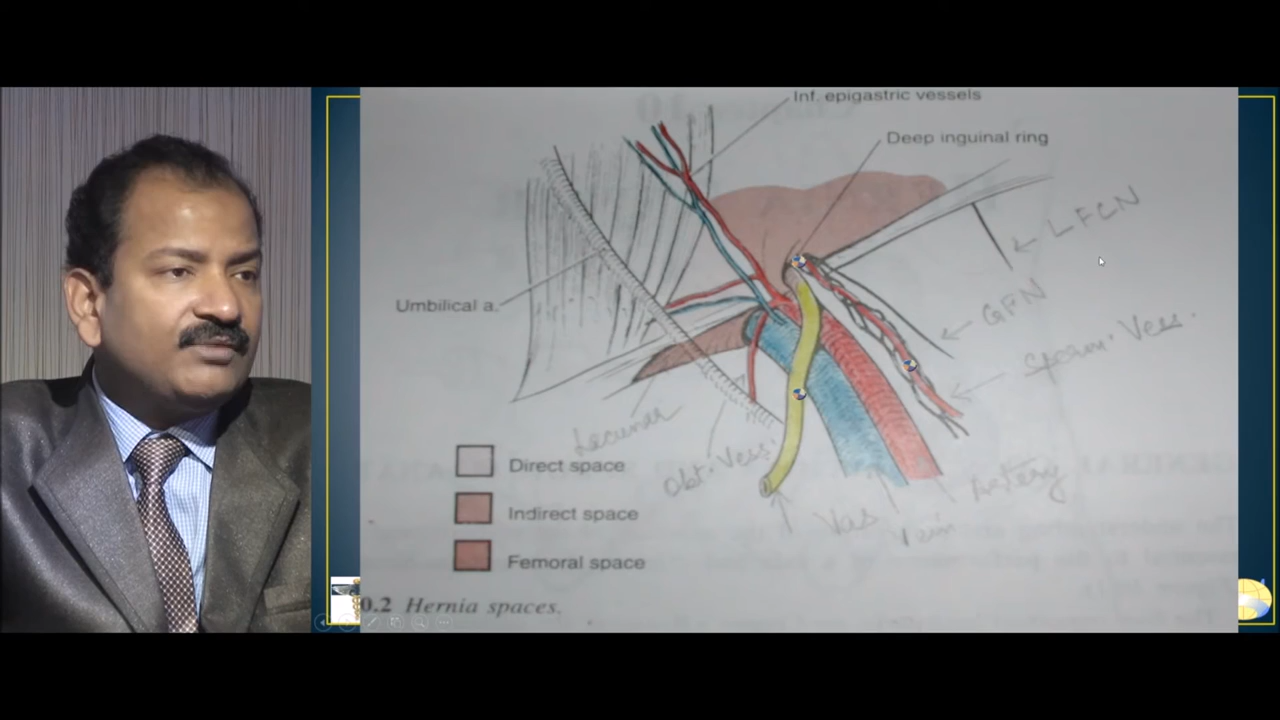 Inf. epigastric vessels
Deep inguinal ring
← LFCN
Umbilical a.
← GFN
← Sperm. Vess.
Lecunar
Direct space
Obt. Vess.
Artery
Vas
Vein
Indirect space
Femoral space
0.2 Hernia spaces.